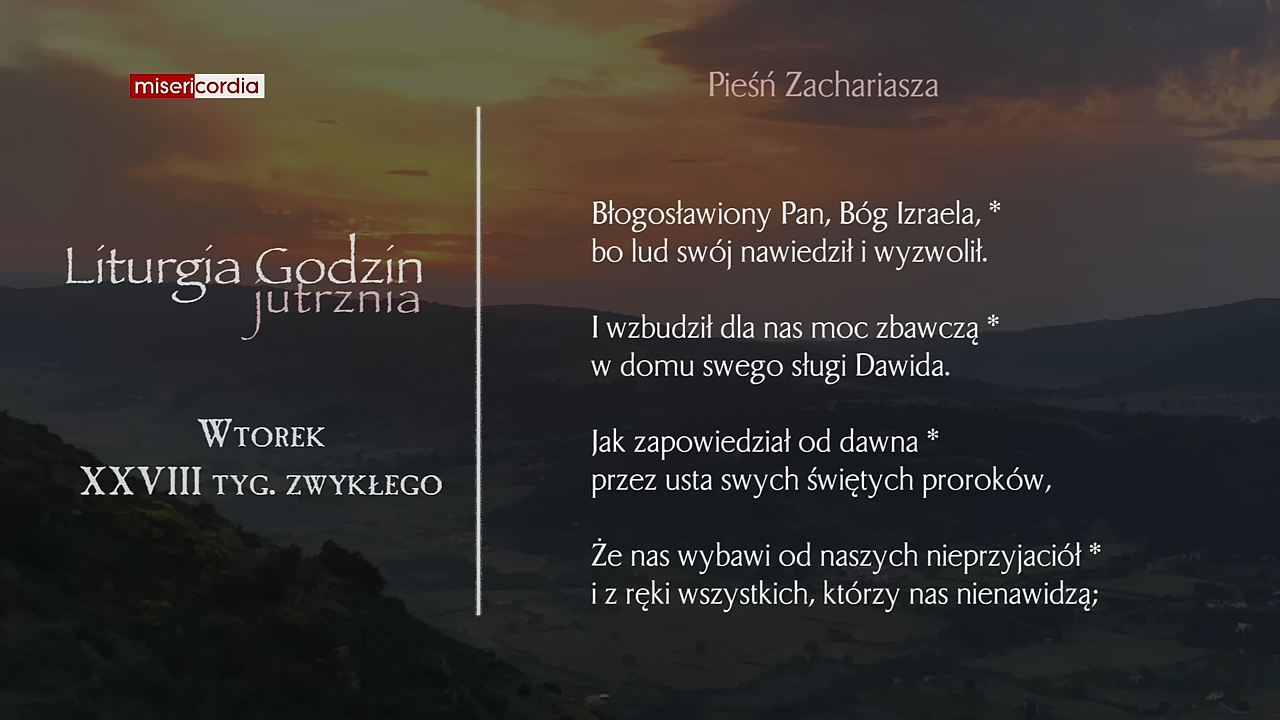 misericordia
Liturgia Godzin
jutrznia
Wtorek
XXVIII tyg. zwykłego
Pieśń Zachariasza
Błogosławiony Pan, Bóg Izraela, *
bo lud swój nawiedził i wyzwolił.
I wzbudził dla nas moc zbawczą *
w domu swego sługi Dawida.
Jak zapowiedział od dawna *
przez usta swych świętych proroków,
Że nas wybawi od naszych nieprzyjaciół *
i z ręki wszystkich, którzy nas nienawidzą;